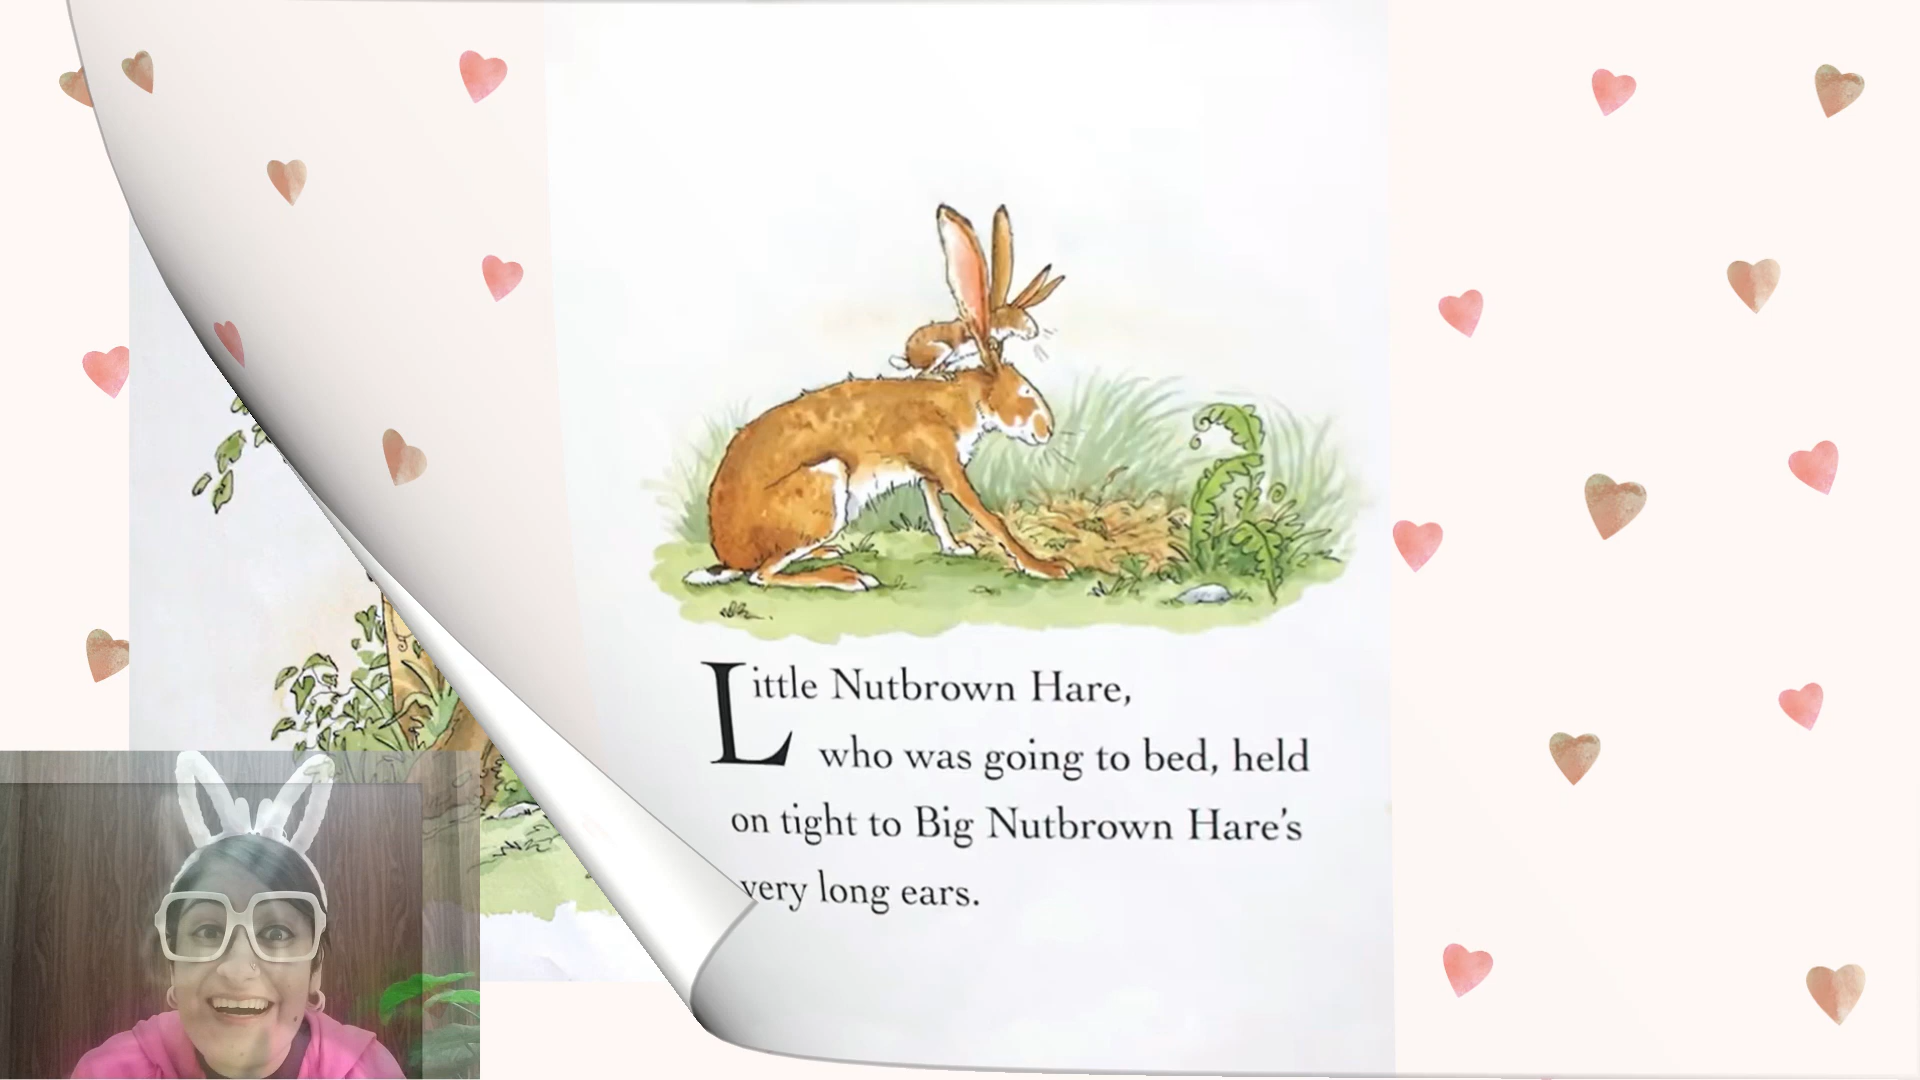 Little Nutbrown Hare,
who was going to bed, held
on tight to Big Nutbrown Hare's
very long ears.